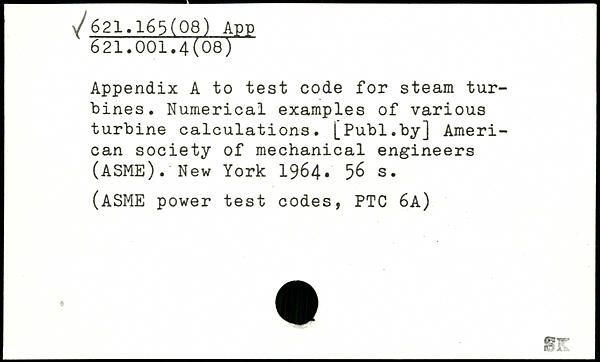 ✓ 621.165(08) App
621.001.4(08)
Appendix A to test code for steam tur-
bines. Numerical examples of various
turbine calculations. [Publ.by] Ameri-
can society of mechanical engineers
(ASME). New York 1964. 56 s.
(ASME power test codes, PTC 6A)
SK